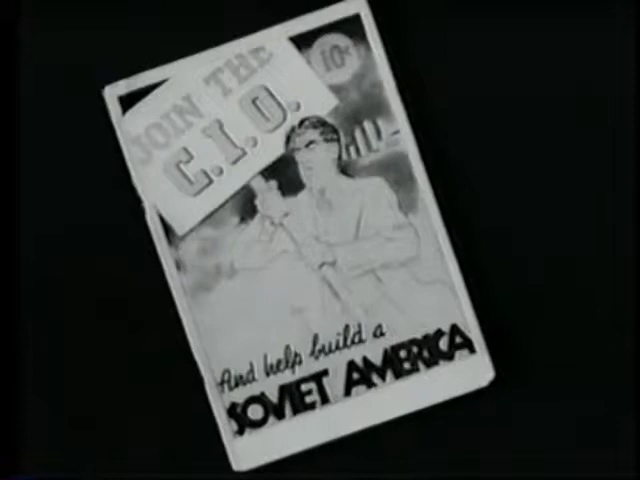 JOIN THE
C.I.O.
10¢
And help build a
SOVIET AMERICA